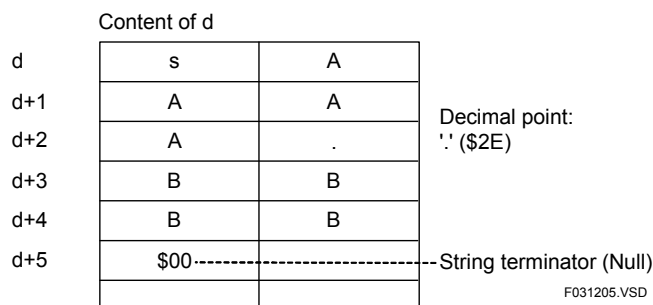 Content of d
d s A
d+1 A A
Decimal point:
d+2 A .
'.' ($2E)
d+3 B B
d+4 B B
d+5 $00 String terminator (Null)
F031205.VSD